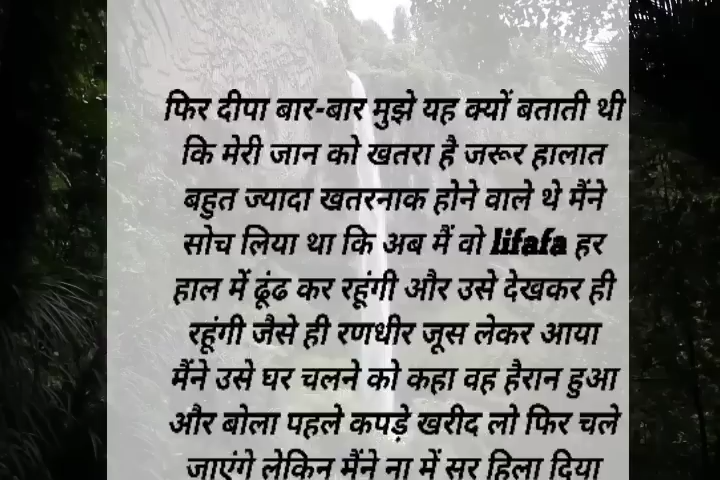 फिर दीपा बार-बार मुझे यह क्यों बताती थी
कि मेरी जान को खतरा है जरूर हालात
बहुत ज्यादा खतरनाक होने वाले थे मैंने
सोच लिया था कि अब मैं वो lifafa हर
हाल में ढूंढ कर रहूंगी और उसे देखकर ही
रहूंगी जैसे ही रणधीर जूस लेकर आया
मैंने उसे घर चलने को कहा वह हैरान हुआ
और बोला पहले कपड़े खरीद लो फिर चले
जाएंगे लेकिन मैंने ना में सर हिला दिया